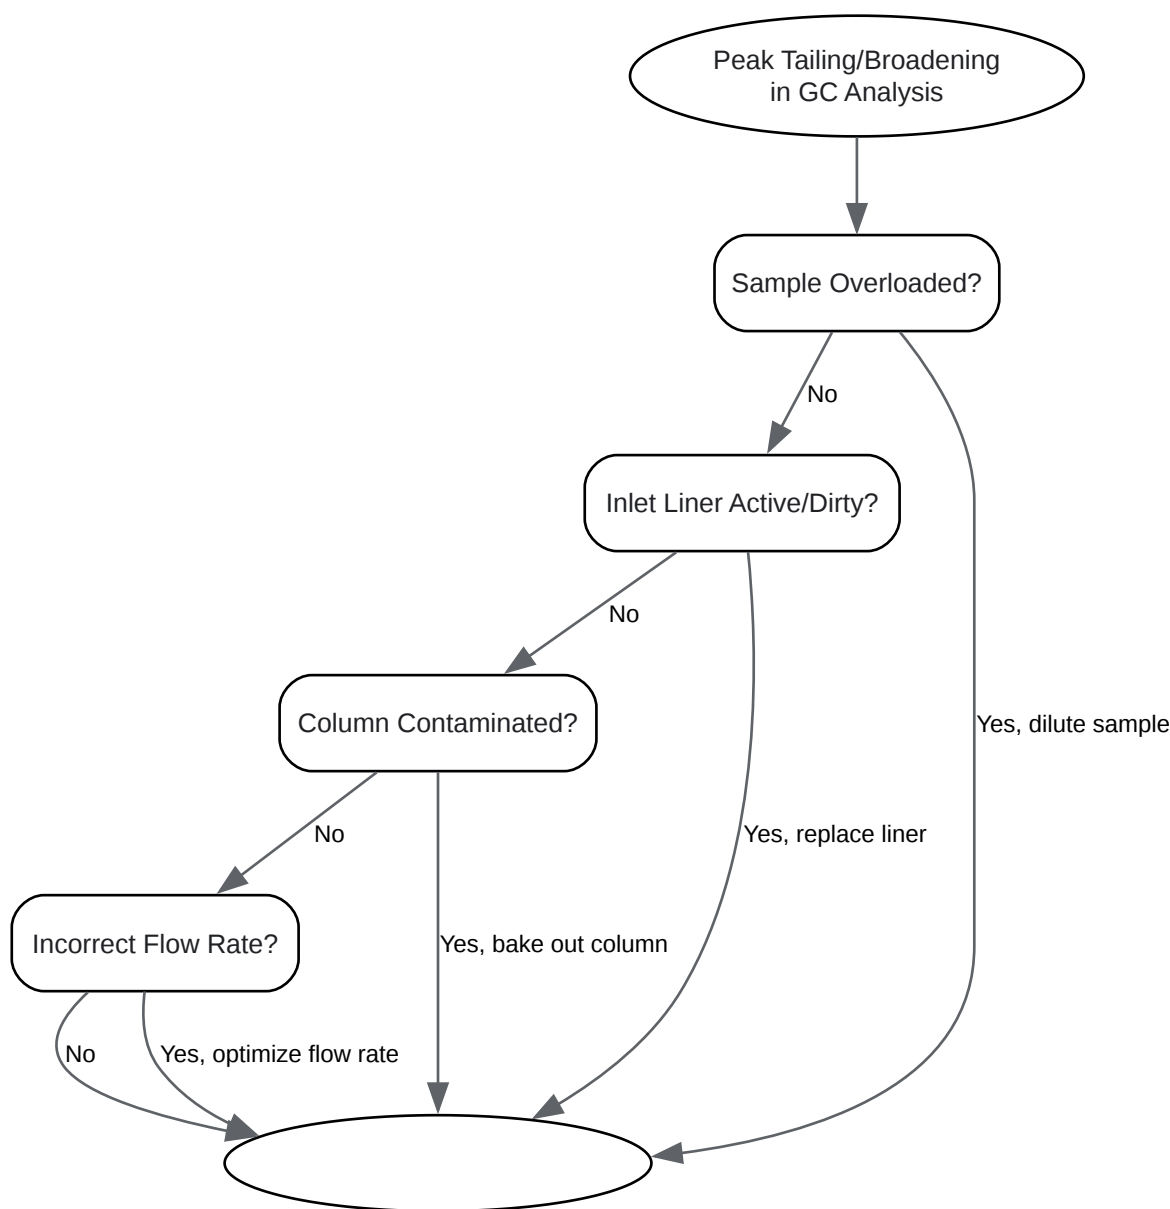 Peak Tailing/Broadening
in GC Analysis
Sample Overloaded?
No
Inlet Liner Active/Dirty?
No
Column Contaminated?
Yes, dilute sample
No
Yes, replace liner
Incorrect Flow Rate?
Yes, bake out column
No
Yes, optimize flow rate